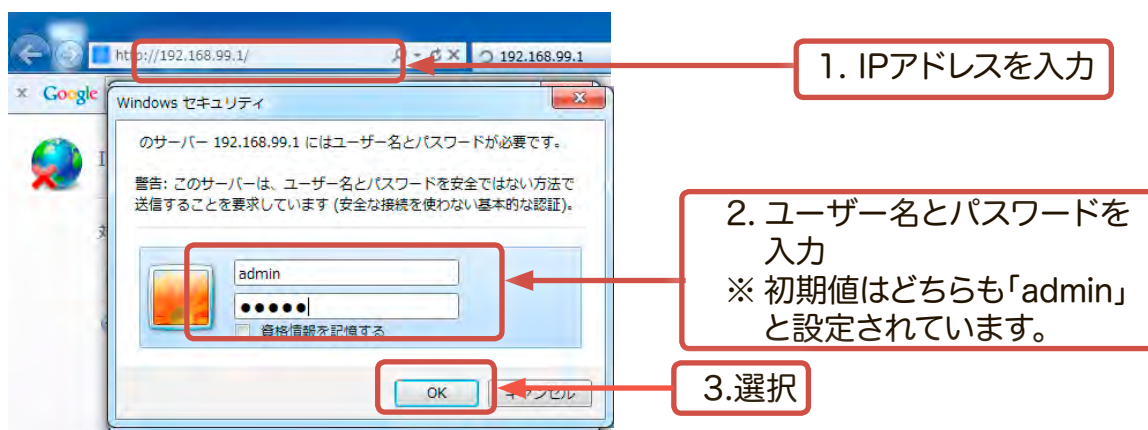 http://192.168.99.1/
192.168.99.1
1. IPアドレスを入力
× Google
Windows セキュリティ
のサーバー 192.168.99.1 にはユーザー名とパスワードが必要です。
警告: このサーバーは、ユーザー名とパスワードを安全ではない方法で
送信することを要求しています (安全な接続を使わない基本的な認証)。
admin
●●●●●
資格情報を記憶する
2. ユーザー名とパスワードを
入力
※ 初期値はどちらも「admin」
と設定されています。
OK
キャンセル
3.選択